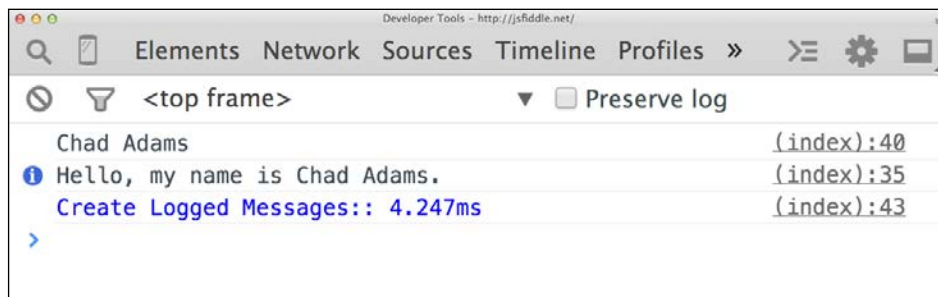 Developer Tools - http://jsfiddle.net/
Elements Network Sources Timeline Profiles »
<top frame> ▼ Preserve log
Chad Adams (index):40
Hello, my name is Chad Adams. (index):35
Create Logged Messages:: 4.247ms (index):43
>